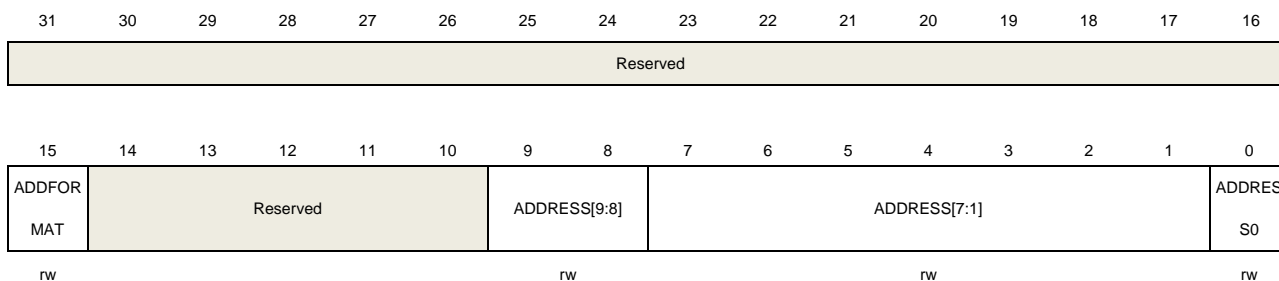 31 30 29 28 27 26 25 24 23 22 21 20 19 18 17 16
Reserved
15 14 13 12 11 10 9 8 7 6 5 4 3 2 1 0
ADDFOR
MAT
Reserved
ADDRESS[9:8]
ADDRESS[7:1]
ADDRES
S0
rw rw rw rw